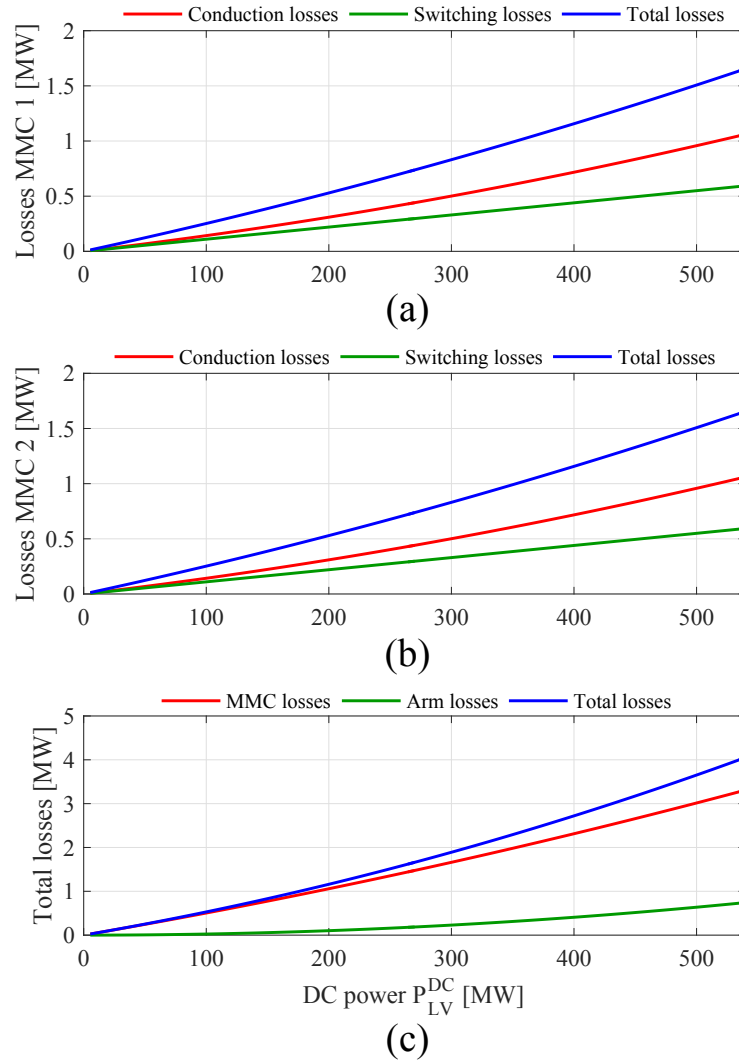 Conduction losses Switching losses Total losses
Losses MMC 1 [MW]
2
1.5
1
0.5
0
0 100 200 300 400 500
(a)
Conduction losses Switching losses Total losses
Losses MMC 2 [MW]
2
1.5
1
0.5
0
0 100 200 300 400 500
(b)
MMC losses Arm losses Total losses
Total losses [MW]
5
4
3
2
1
0
0 100 200 300 400 500
DC power P_LV^DC [MW]
(c)